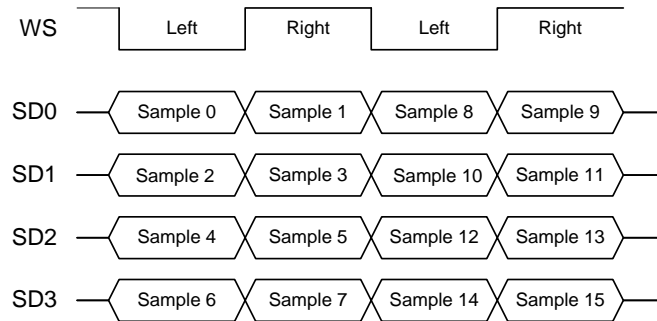 WS Left Right Left Right
SD0 Sample 0 Sample 1 Sample 8 Sample 9
SD1 Sample 2 Sample 3 Sample 10 Sample 11
SD2 Sample 4 Sample 5 Sample 12 Sample 13
SD3 Sample 6 Sample 7 Sample 14 Sample 15